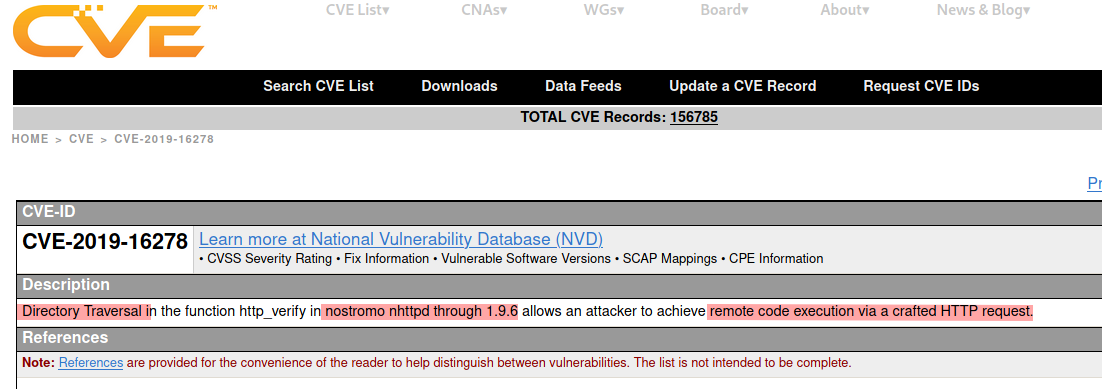 CVE™
CVE List▾ CNAs▾ WGs▾ Board▾ About▾ News & Blog▾
Search CVE List Downloads Data Feeds Update a CVE Record Request CVE IDs
TOTAL CVE Records: 156785
HOME > CVE > CVE-2019-16278
Pr
CVE-ID
CVE-2019-16278 Learn more at National Vulnerability Database (NVD)
• CVSS Severity Rating • Fix Information • Vulnerable Software Versions • SCAP Mappings • CPE Information
Description
Directory Traversal in the function http_verify in nostromo nhttpd through 1.9.6 allows an attacker to achieve remote code execution via a crafted HTTP request.
References
Note: References are provided for the convenience of the reader to help distinguish between vulnerabilities. The list is not intended to be complete.